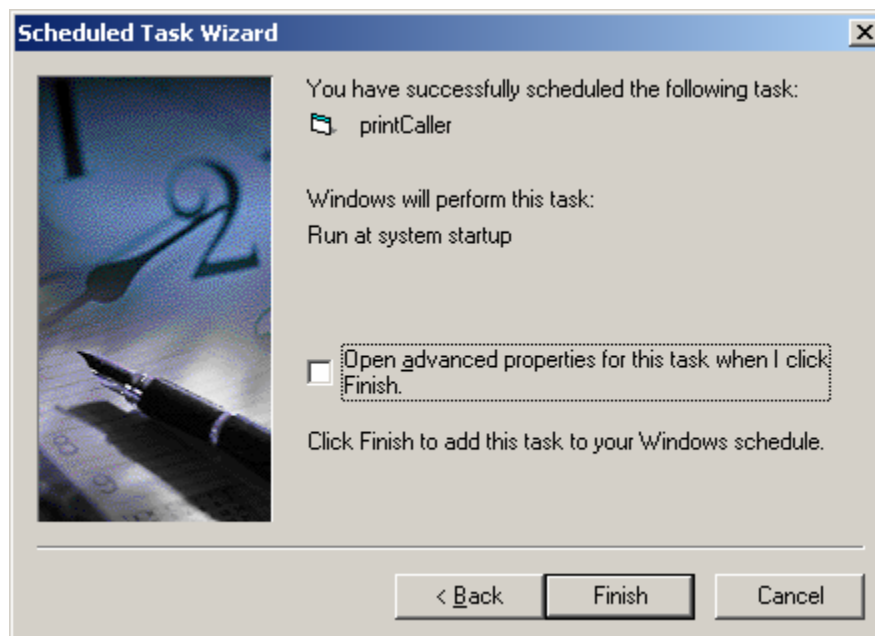 Scheduled Task Wizard
You have successfully scheduled the following task:
printCaller
Windows will perform this task:
Run at system startup
Open advanced properties for this task when I click
Finish.
Click Finish to add this task to your Windows schedule.
< Back
Finish
Cancel